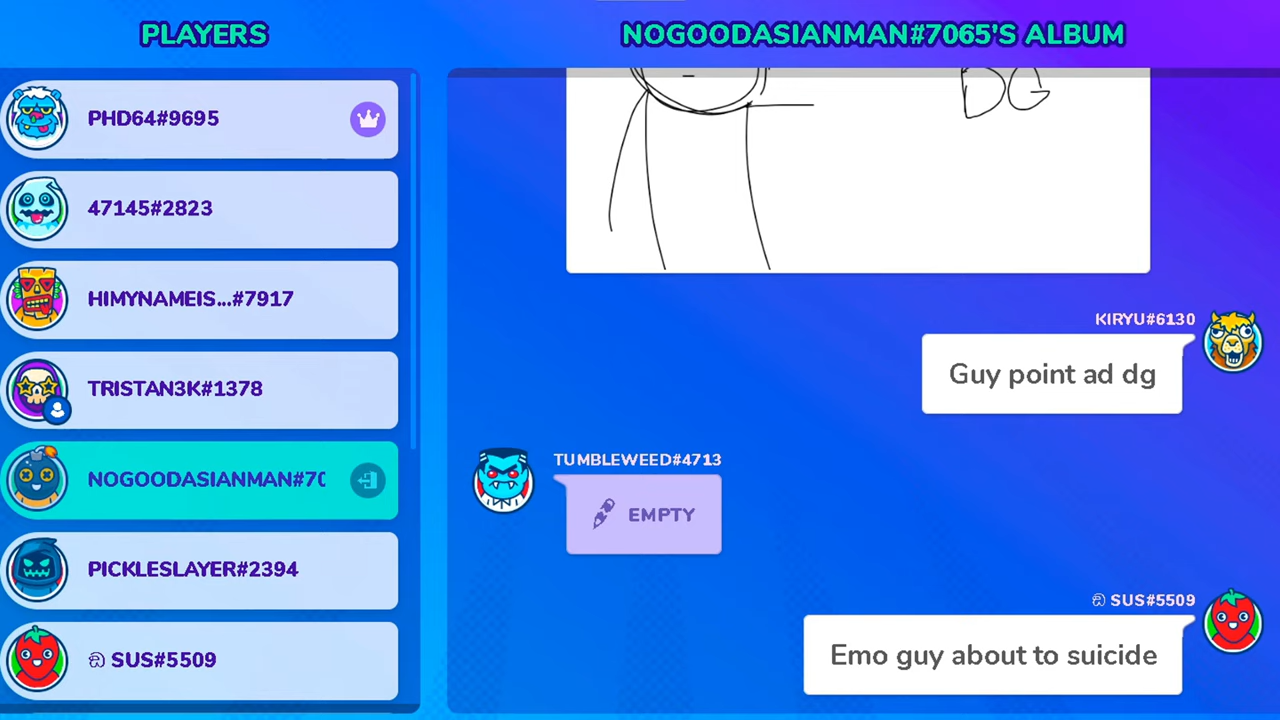 PLAYERS
NOGOODASIANMAN#7065'S ALBUM
PHD64#9695
47145#2823
HIMYNAMEIS...#7917
TRISTAN3K#1378
NOGOODASIANMAN#70
PICKLESLAYER#2394
SUS#5509
DG
KIRYU#6130
Guy point ad dg
TUMBLEWEED#4713
EMPTY
SUS#5509
Emo guy about to suicide